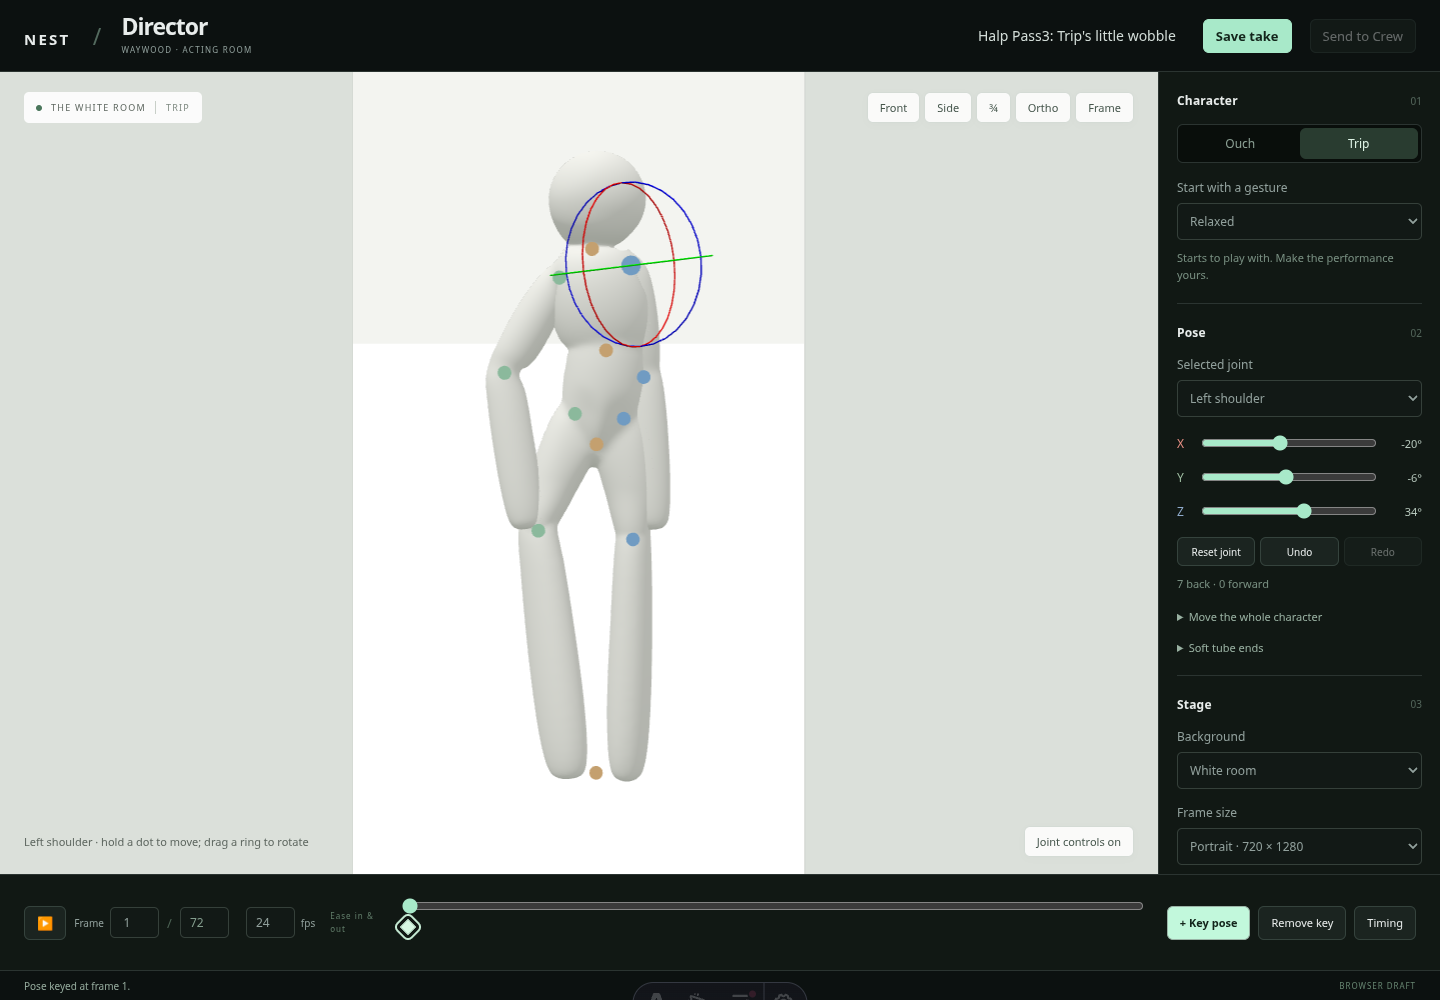 NEST / Director
WAYWOOD · ACTING ROOM
Halp Pass3: Trip's little wobble
Save take
Send to Crew
THE WHITE ROOM | TRIP
Front
Side
¾
Ortho
Frame
Left shoulder · hold a dot to move; drag a ring to rotate
Joint controls on
Character 01
Ouch
Trip
Start with a gesture
Relaxed
Starts to play with. Make the performance
yours.
Pose 02
Selected joint
Left shoulder
X -20°
Y -6°
Z 34°
Reset joint
Undo
Redo
7 back · 0 forward
Move the whole character
Soft tube ends
Stage 03
Background
White room
Frame size
Portrait · 720 × 1280
Frame 1 / 72 24 fps
Ease in &
out
+ Key pose
Remove key
Timing
Pose keyed at frame 1.
BROWSER DRAFT